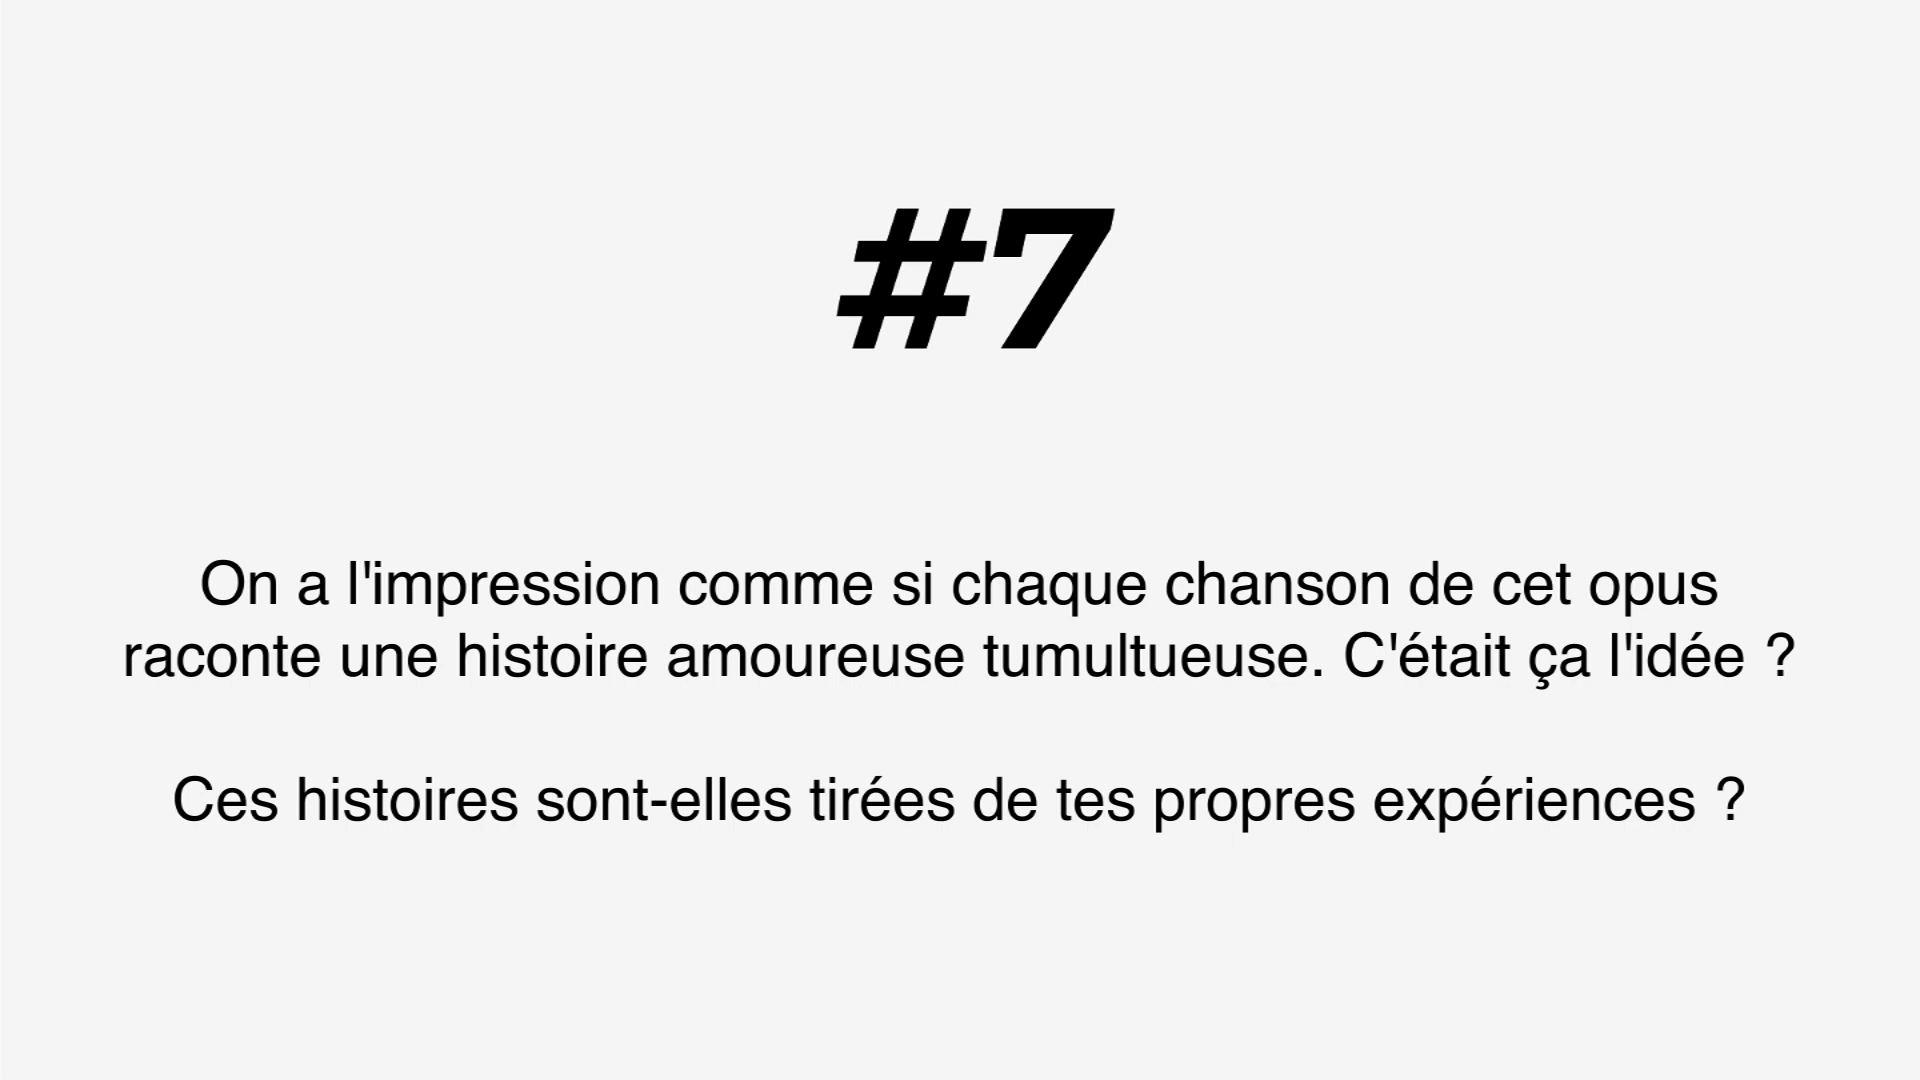 #7
On a l'impression comme si chaque chanson de cet opus
raconte une histoire amoureuse tumultueuse. C'était ça l'idée ?
Ces histoires sont-elles tirées de tes propres expériences ?